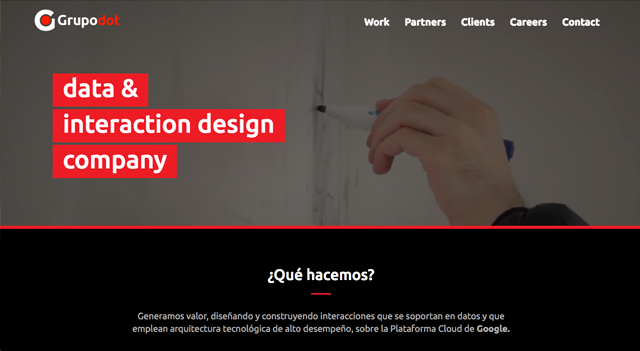 Grupodot
Work Partners Clients Careers Contact
data &
interaction design
company
¿Qué hacemos?
Generamos valor, diseñando y construyendo interacciones que se soportan en datos y que
emplean arquitectura tecnológica de alto desempeño, sobre la Plataforma Cloud de Google.